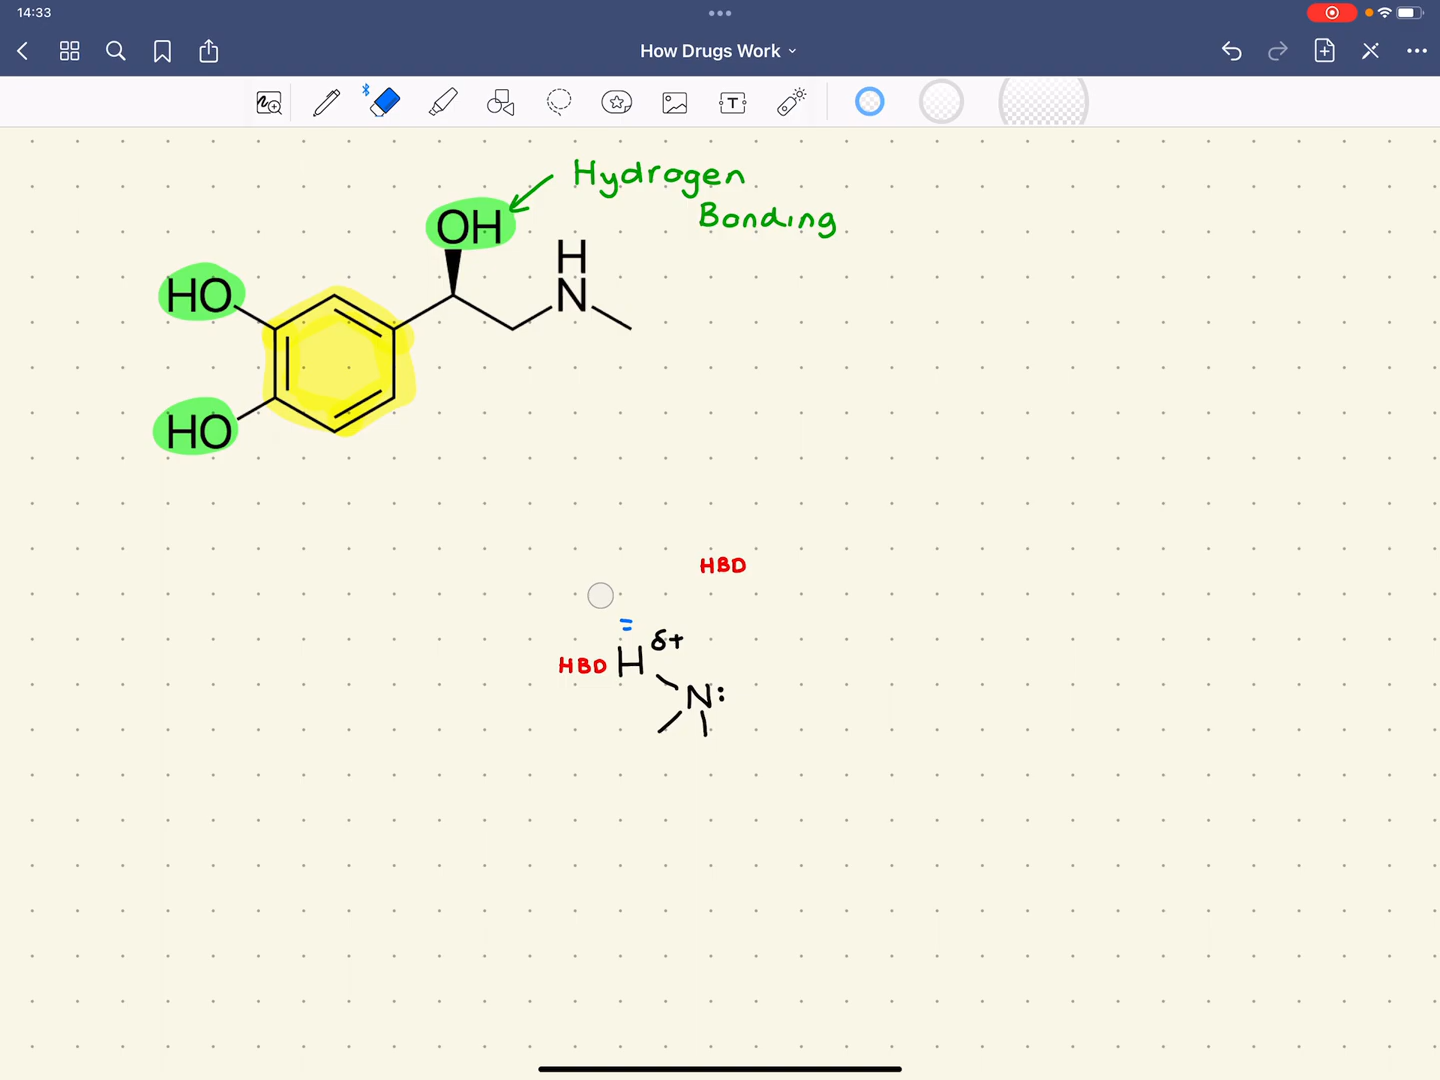 14:33
How Drugs Work
T
Hydrogen
Bonding
OH
H
N
HO
HO
HBD
=
δ+
HBD H
N: